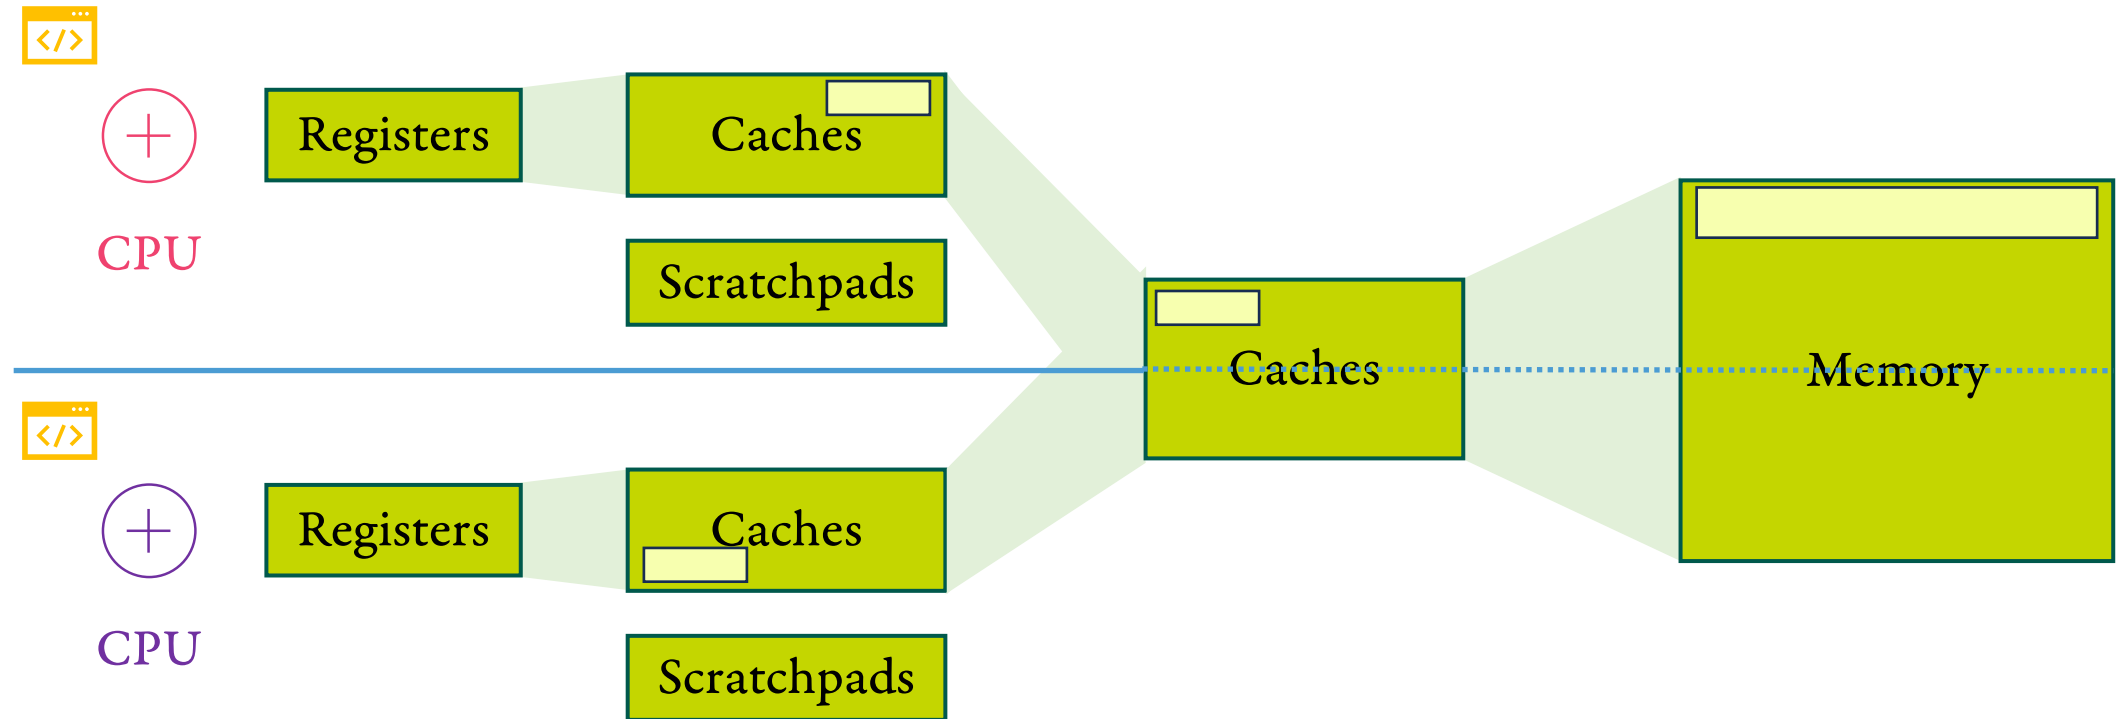 Registers
Caches
CPU
Scratchpads
Caches
Memory
Registers
Caches
CPU
Scratchpads